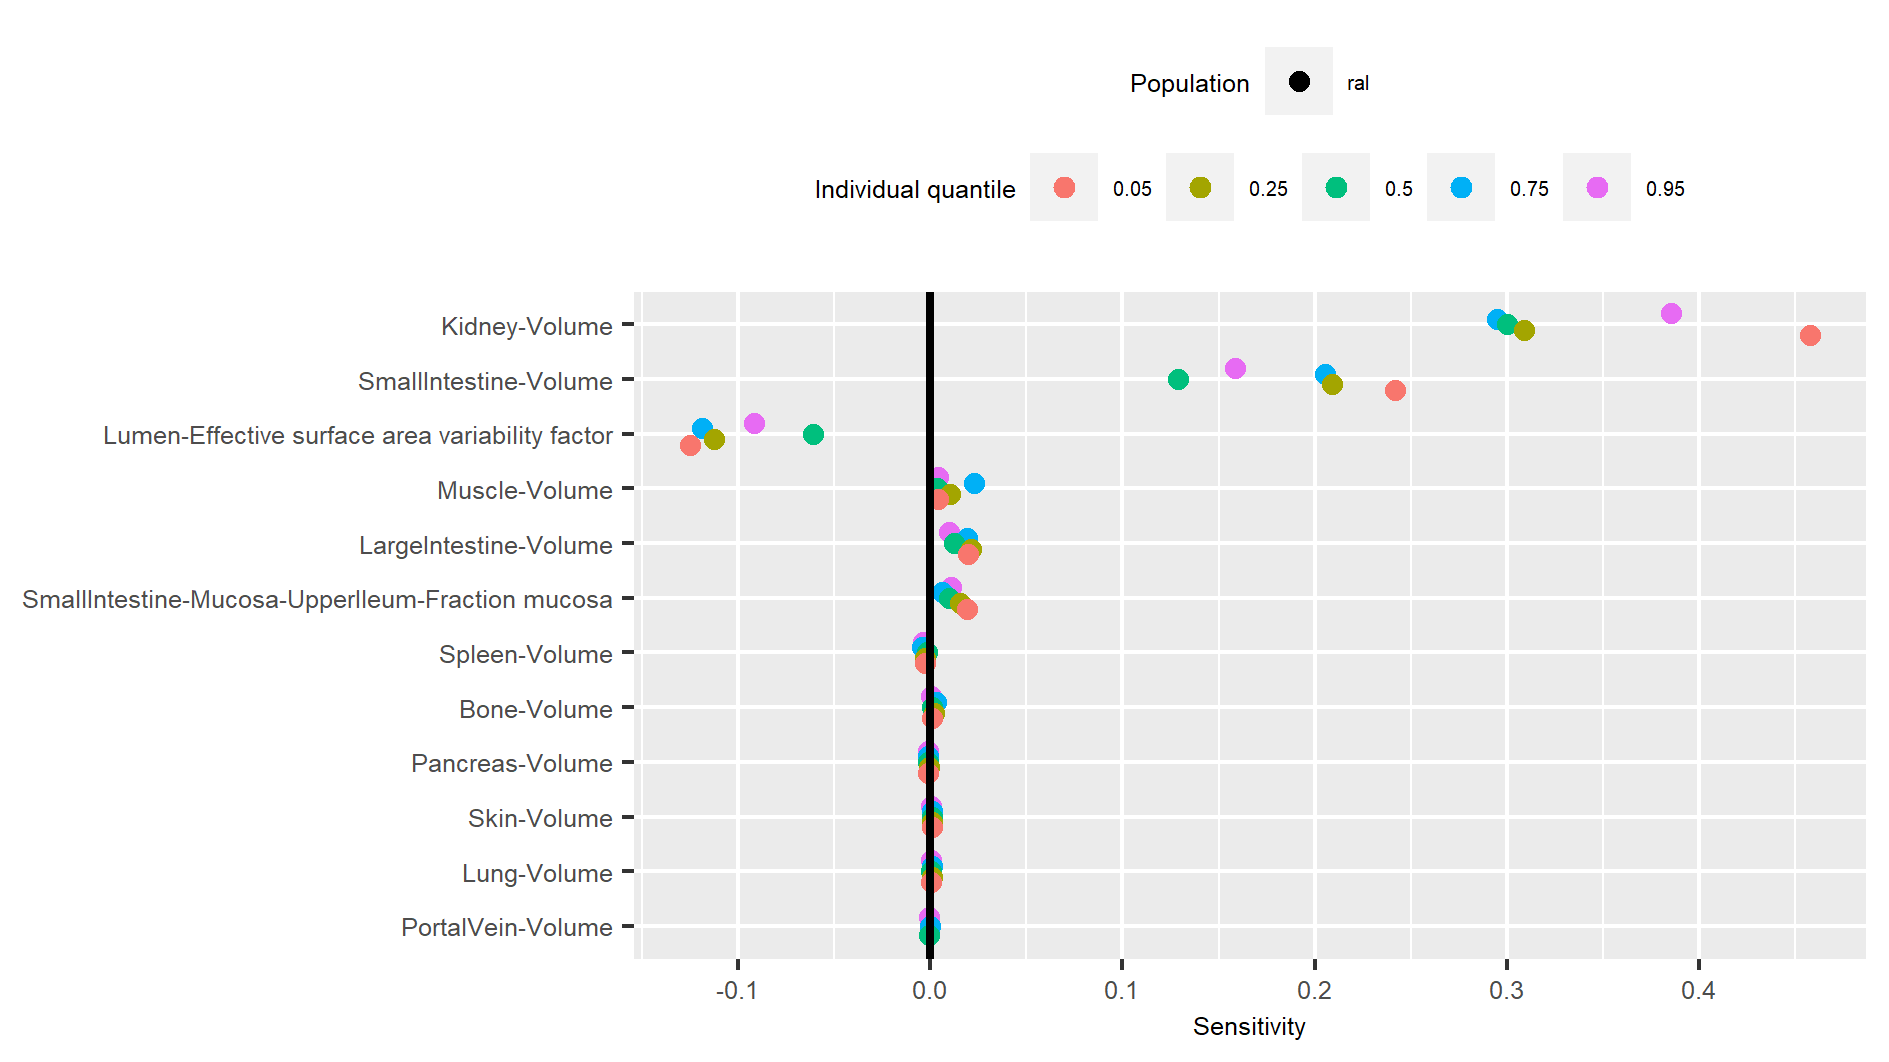 Population ral
Individual quantile 0.05 0.25 0.5 0.75 0.95
Kidney-Volume
SmallIntestine-Volume
Lumen-Effective surface area variability factor
Muscle-Volume
LargeIntestine-Volume
SmallIntestine-Mucosa-UpperIleum-Fraction mucosa
Spleen-Volume
Bone-Volume
Pancreas-Volume
Skin-Volume
Lung-Volume
PortalVein-Volume
-0.1 0.0 0.1 0.2 0.3 0.4
Sensitivity